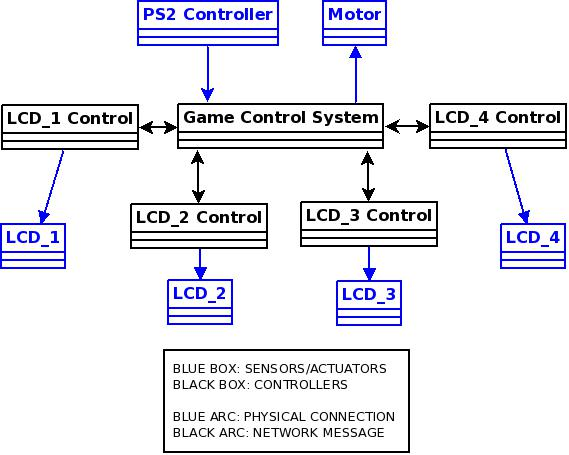 PS2 Controller
Motor
LCD_1 Control
Game Control System
LCD_4 Control
LCD_2 Control
LCD_3 Control
LCD_1
LCD_4
LCD_2
LCD_3
BLUE BOX: SENSORS/ACTUATORS
BLACK BOX: CONTROLLERS
BLUE ARC: PHYSICAL CONNECTION
BLACK ARC: NETWORK MESSAGE